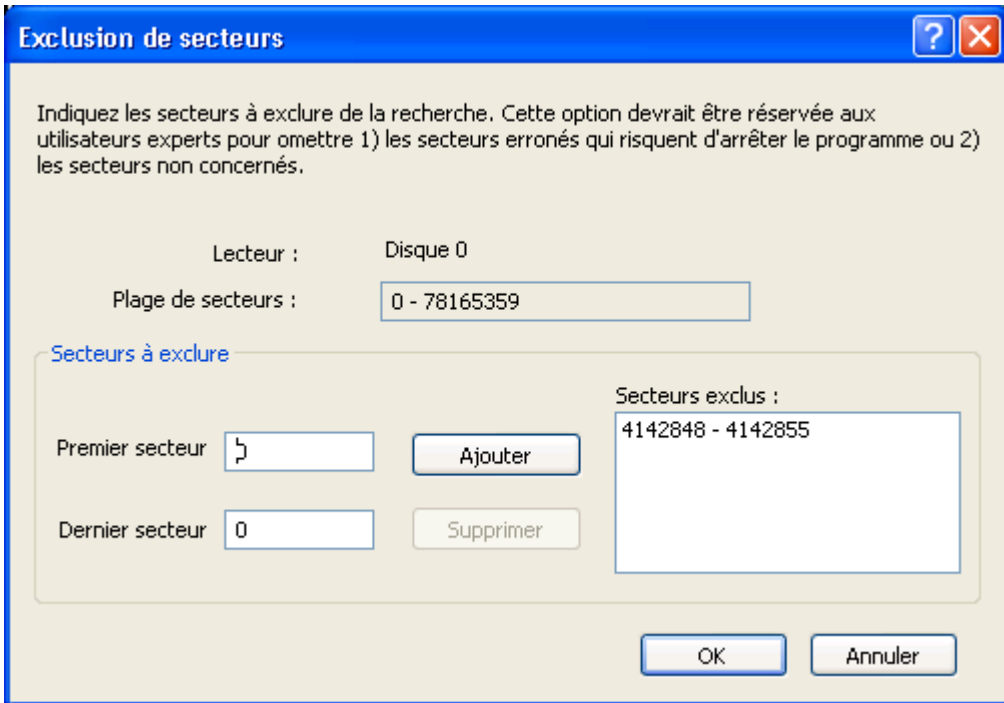 Exclusion de secteurs
Indiquez les secteurs à exclure de la recherche. Cette option devrait être réservée aux
utilisateurs experts pour omettre 1) les secteurs erronés qui risquent d'arrêter le programme ou 2)
les secteurs non concernés.
Lecteur : Disque 0
Plage de secteurs : 0 - 78165359
Secteurs à exclure
Secteurs exclus :
4142848 - 4142855
Premier secteur
Ajouter
Dernier secteur 0
Supprimer
OK Annuler